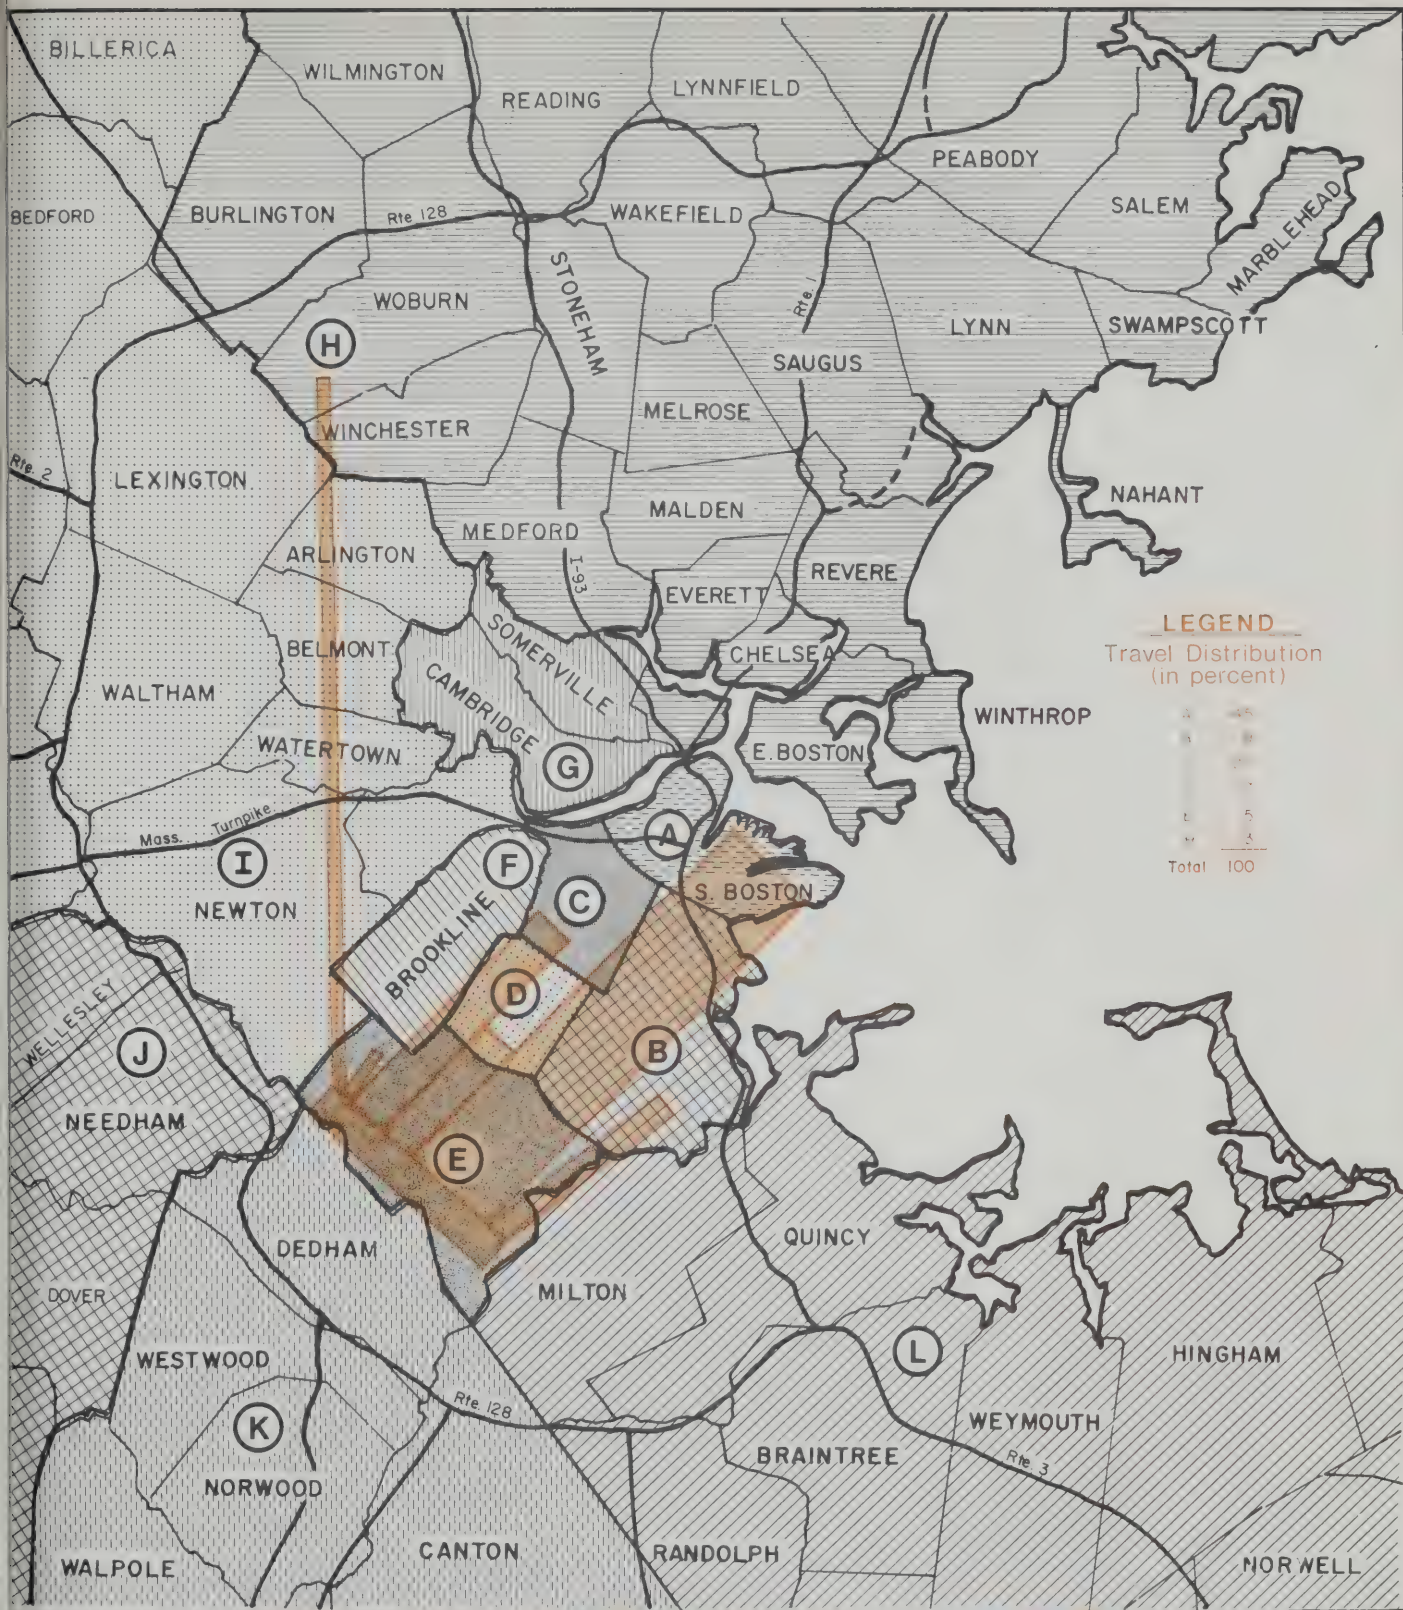 BILLERICA
WILMINGTON
READING
LYNNFIELD
PEABODY
BEDFORD
BURLINGTON
Rte 128
WAKEFIELD
SALEM
MARBLEHEAD
WOBURN
STONEHAM
Rte. 1
LYNN
SWAMPSCOTT
H
SAUGUS
WINCHESTER
MELROSE
Rte. 2
LEXINGTON
NAHANT
MEDFORD
MALDEN
ARLINGTON
I-93
EVERETT
REVERE
LEGEND
Travel Distribution
(in percent)
SOMERVILLE
BELMONT
CHELSEA
WALTHAM
CAMBRIDGE
WINTHROP
WATERTOWN
G
E. BOSTON
Mass. Turnpike
A
I
F
5
3
Total 100
NEWTON
C
S. BOSTON
BROOKLINE
D
WELLESLEY
J
B
NEEDHAM
E
DEDHAM
QUINCY
DOVER
MILTON
WESTWOOD
L
HINGHAM
K
Rte. 128
WEYMOUTH
NORWOOD
BRAINTREE
Rte. 3
WALPOLE
CANTON
RANDOLPH
NORWELL